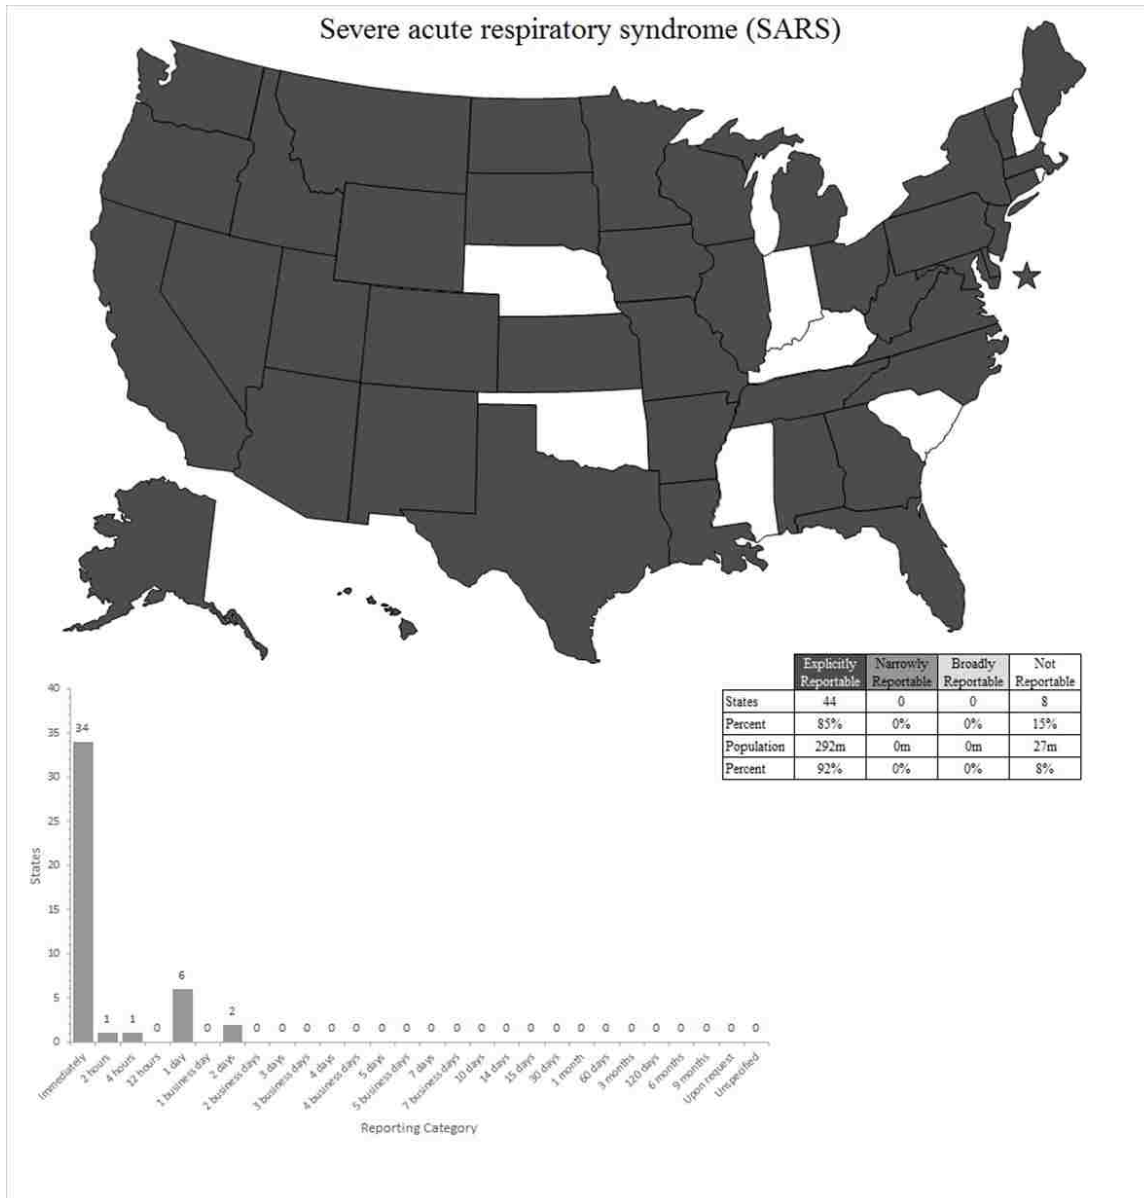 Severe acute respiratory syndrome (SARS)
Explicitly Reportable Narrowly Reportable Broadly Reportable Not Reportable
States 44 0 0 8
Percent 85% 0% 0% 15%
Population 292m 0m 0m 27m
Percent 92% 0% 0% 8%
40
35
30
25
20
15
10
5
0
States
34 1 1 0 6 0 2 0 0 0 0 0 0 0 0 0 0 0 0 0 0 0 0 0 0 0 0 0
Immediately
2 hours
4 hours
12 hours
1 day
1 business day
2 days
2 business days
3 days
3 business days
4 days
4 business days
5 days
5 business days
7 days
7 business days
10 days
14 days
15 days
30 days
1 month
60 days
3 months
120 days
6 months
9 months
Upon request
Unspecified
Reporting Category